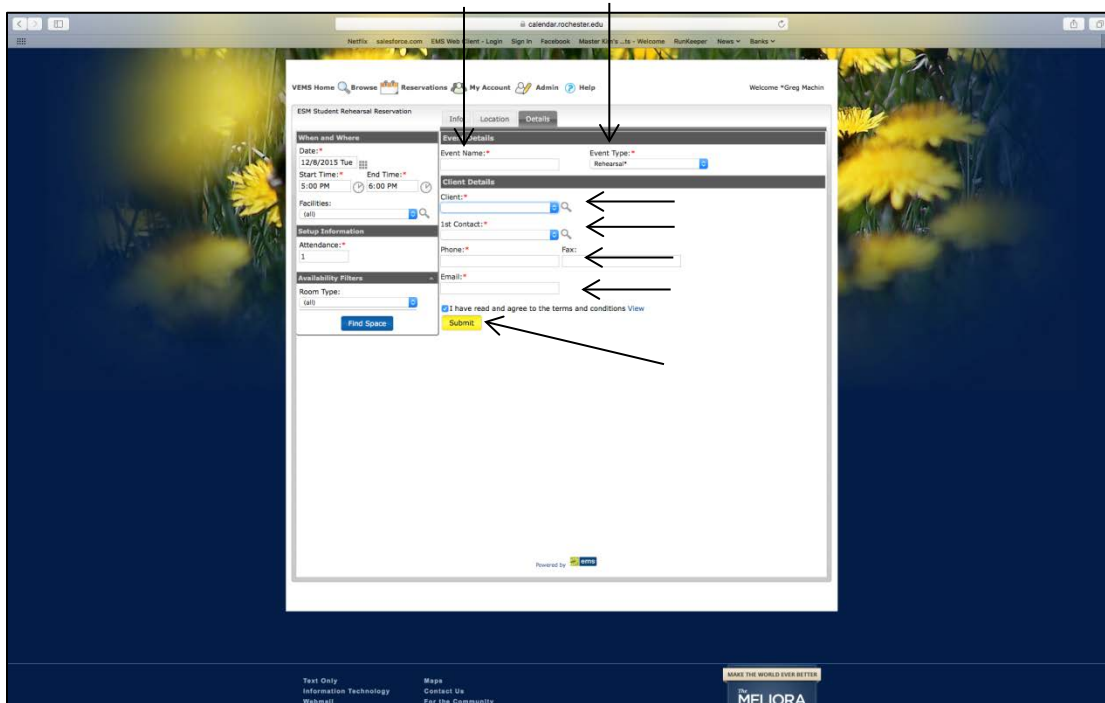 calendar.rochester.edu
Netflix salesforce.com EMS Web Client - Login Sign In Facebook Master Kim's ...ts - Welcome RunKeeper News Banks
VEMS Home Browse Reservations My Account Admin Help Welcome *Greg Machin
ESM Student Rehearsal Reservation
Info Location Details
When and Where
Date:*
12/8/2015 Tue
Start Time:* End Time:*
5:00 PM 6:00 PM
Facilities:
(all)
Setup Information
Attendance:*
1
Availability Filters -
Room Type:
(all)
Find Space
Event Details
Event Name:* Event Type:*
Rehearsal*
Client Details
Client:*
1st Contact:*
Phone:* Fax:
Email:*
I have read and agree to the terms and conditions View
Submit
Powered by ems
Text Only Maps
Information Technology Contact Us
Webmail For the Community
MAKE THE WORLD EVER BETTER
The
MELIORA